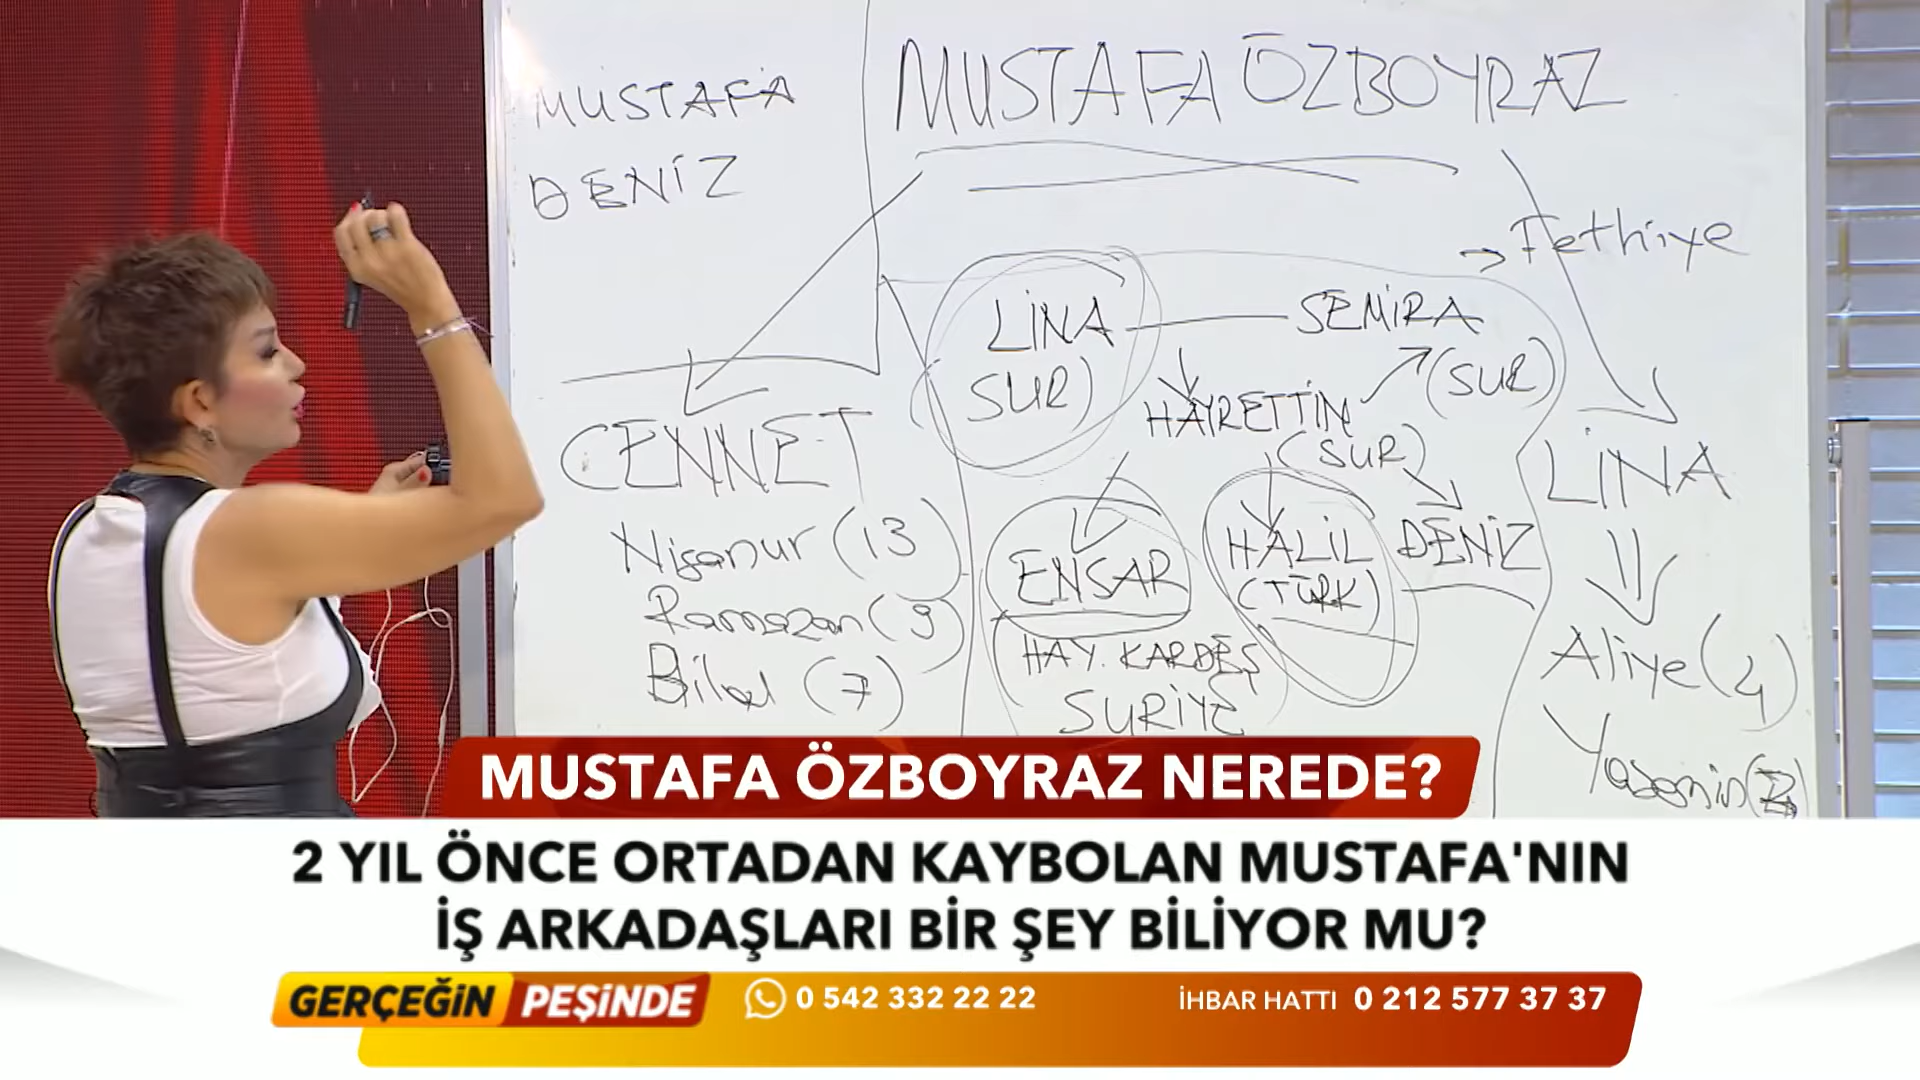 MUSTAFA
DENİZ
MUSTAFA ÖZBOYRAZ
Fethiye
LİNA
SUR)
SEMİRA
(SUR)
HAYRETTİN
(SUR)
CENNET
Nisanur (13
Ramazan (9)
Bilal (7)
ENSAR
HAY. KARDEŞ
SURİYE
HALİL
(TÜRK)
DENİZ
LİNA
Aliye (4)
Yasemin (
MUSTAFA ÖZBOYRAZ NEREDE?
2 YIL ÖNCE ORTADAN KAYBOLAN MUSTAFA'NIN
İŞ ARKADAŞLARI BİR ŞEY BİLİYOR MU?
GERÇEĞİN PEŞİNDE
0 542 332 22 22
İHBAR HATTI 0 212 577 37 37